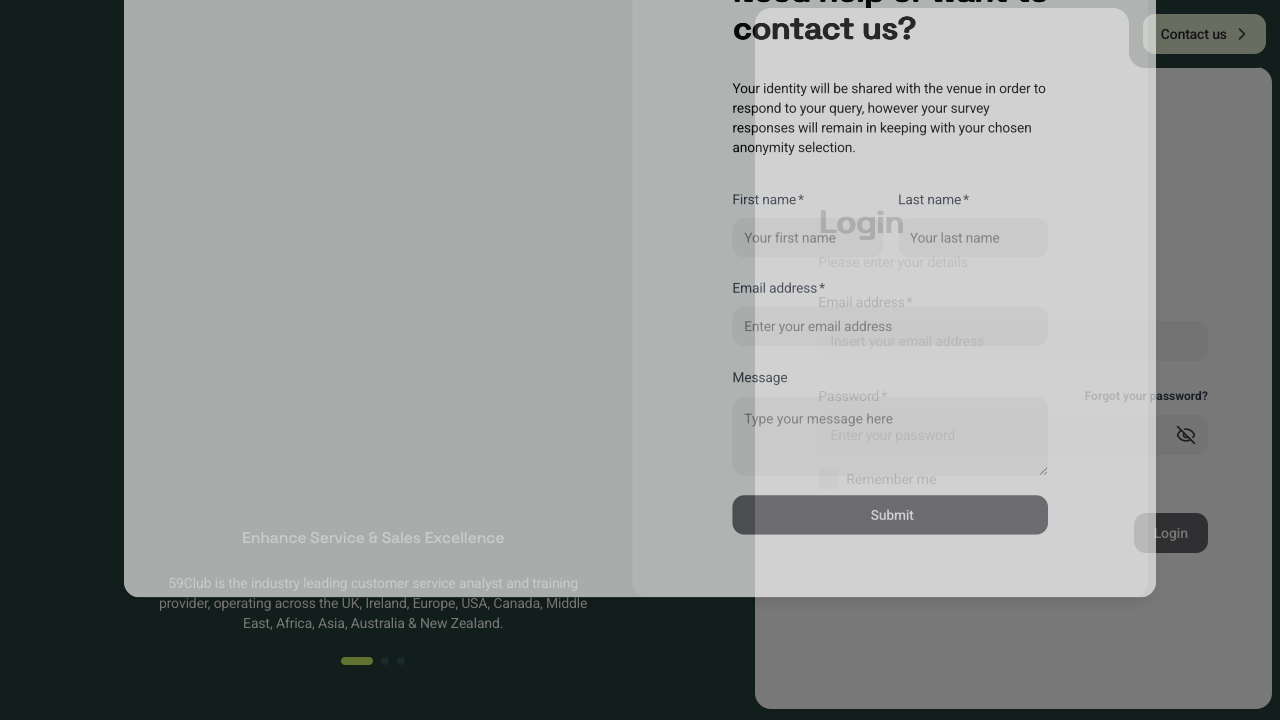 Need help or want to
contact us?
Contact us
Your identity will be shared with the venue in order to
respond to your query, however your survey
responses will remain in keeping with your chosen
anonymity selection.
First name*
Last name*
Your first name
Your last name
Email address*
Enter your email address
Message
Type your message here
Submit
Login
Please enter your details
Email address*
Insert your email address
Password*
Forgot your password?
Enter your password
Remember me
Login
Enhance Service & Sales Excellence
59Club is the industry leading customer service analyst and training
provider, operating across the UK, Ireland, Europe, USA, Canada, Middle
East, Africa, Asia, Australia & New Zealand.